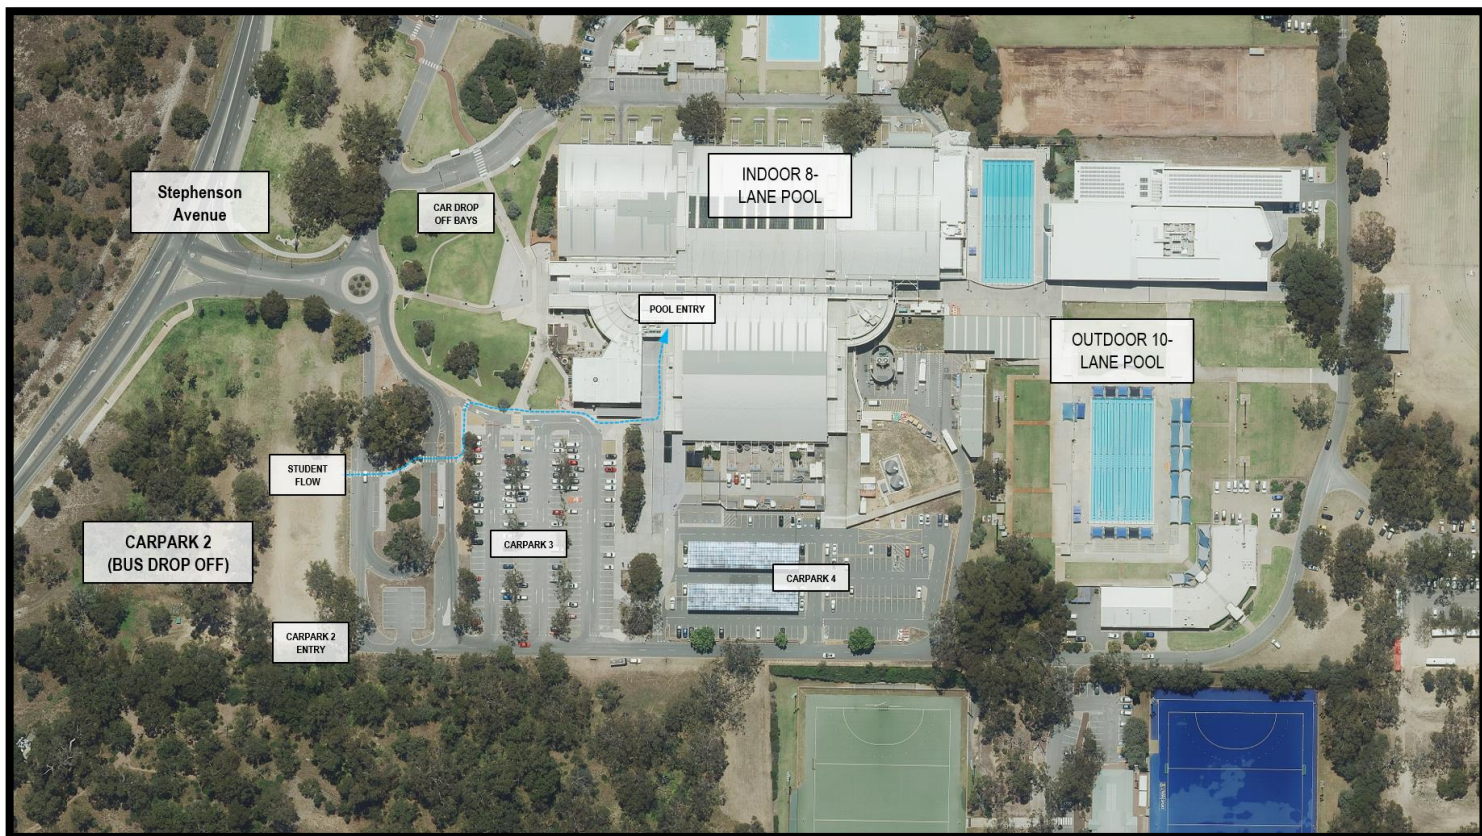 INDOOR 8-
LANE POOL
Stephenson
Avenue
CAR DROP
OFF BAYS
POOL ENTRY
OUTDOOR 10-
LANE POOL
STUDENT
FLOW
CARPARK 2
(BUS DROP OFF)
CARPARK 3
CARPARK 4
CARPARK 2
ENTRY